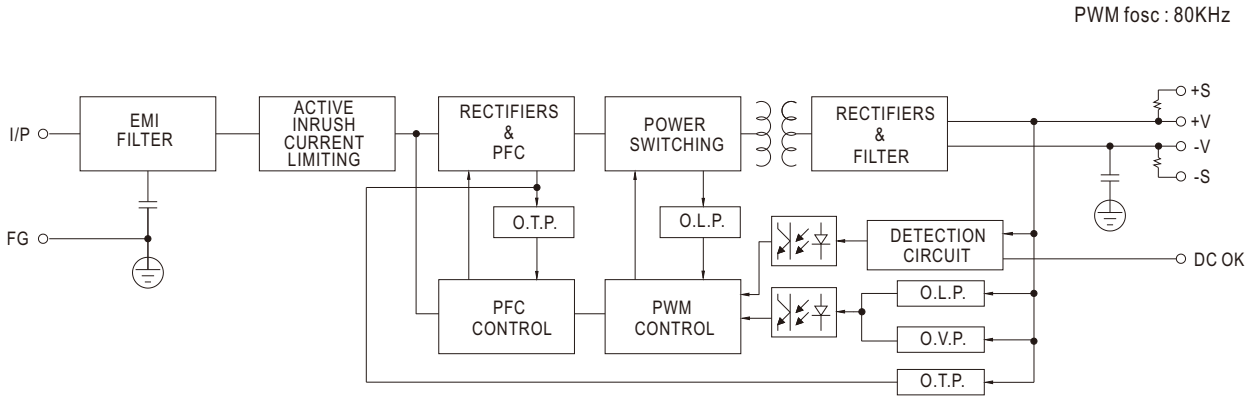 PWM fosc : 80KHz
I/P
EMI
FILTER
ACTIVE
INRUSH
CURRENT
LIMITING
RECTIFIERS
&
PFC
POWER
SWITCHING
RECTIFIERS
&
FILTER
+S
+V
-V
-S
FG
O.T.P.
O.L.P.
DETECTION
CIRCUIT
DC OK
PFC
CONTROL
PWM
CONTROL
O.L.P.
O.V.P.
O.T.P.